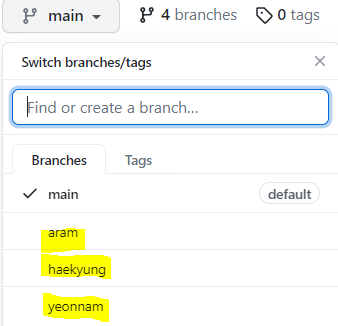 main 4 branches 0 tags
Switch branches/tags
Find or create a branch...
Branches Tags
main default
aram
haekyung
yeonnam